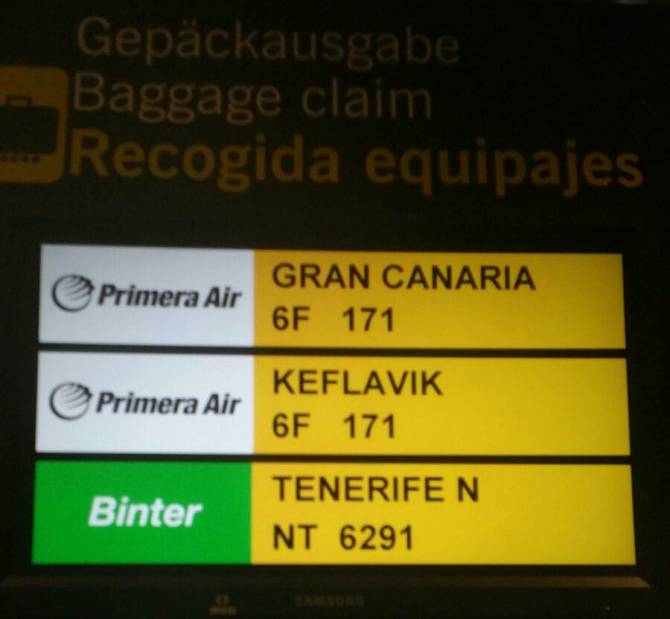 Gepäckausgabe
Baggage claim
Recogida equipajes
Primera Air
GRAN CANARIA
6F 171
Primera Air
KEFLAVIK
6F 171
Binter
TENERIFE N
NT 6291
SAMSUNG